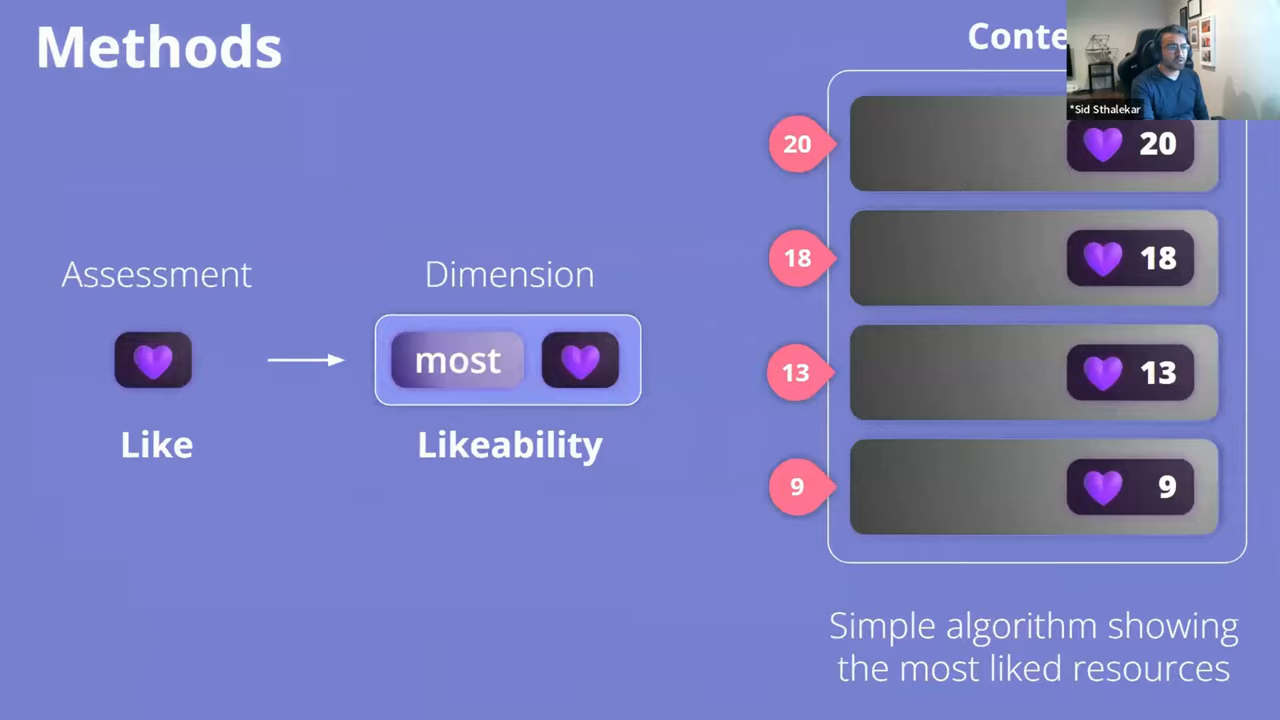 Methods
Conte
*Sid Sthalekar
20
20
18
18
Assessment
Dimension
most
13
13
Like
Likeability
9
9
Simple algorithm showing
the most liked resources